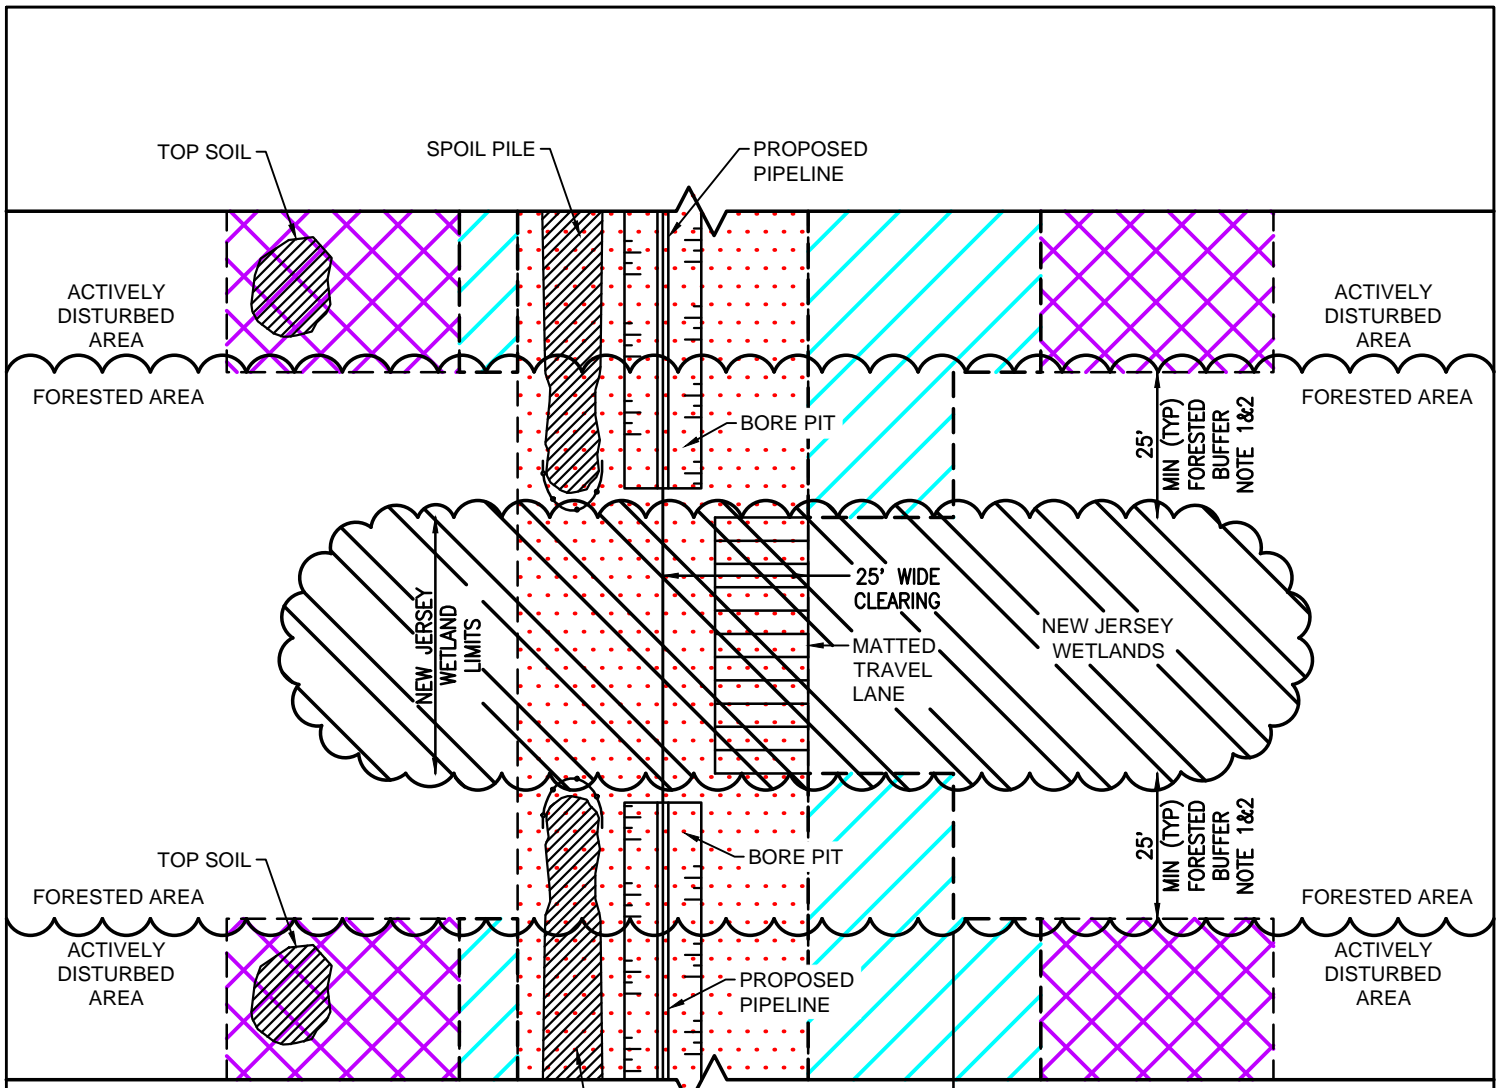 TOP SOIL
SPOIL PILE
PROPOSED
PIPELINE
ACTIVELY
DISTURBED
AREA
ACTIVELY
DISTURBED
AREA
FORESTED AREA
FORESTED AREA
BORE PIT
25'
MIN (TYP)
FORESTED
BUFFER
NOTE 1&2
NEW JERSEY
WETLAND
LIMITS
25' WIDE
CLEARING
MATTED
TRAVEL
LANE
NEW JERSEY
WETLANDS
TOP SOIL
BORE PIT
25'
MIN (TYP)
FORESTED
BUFFER
NOTE 1&2
FORESTED AREA
FORESTED AREA
ACTIVELY
DISTURBED
AREA
PROPOSED
PIPELINE
ACTIVELY
DISTURBED
AREA